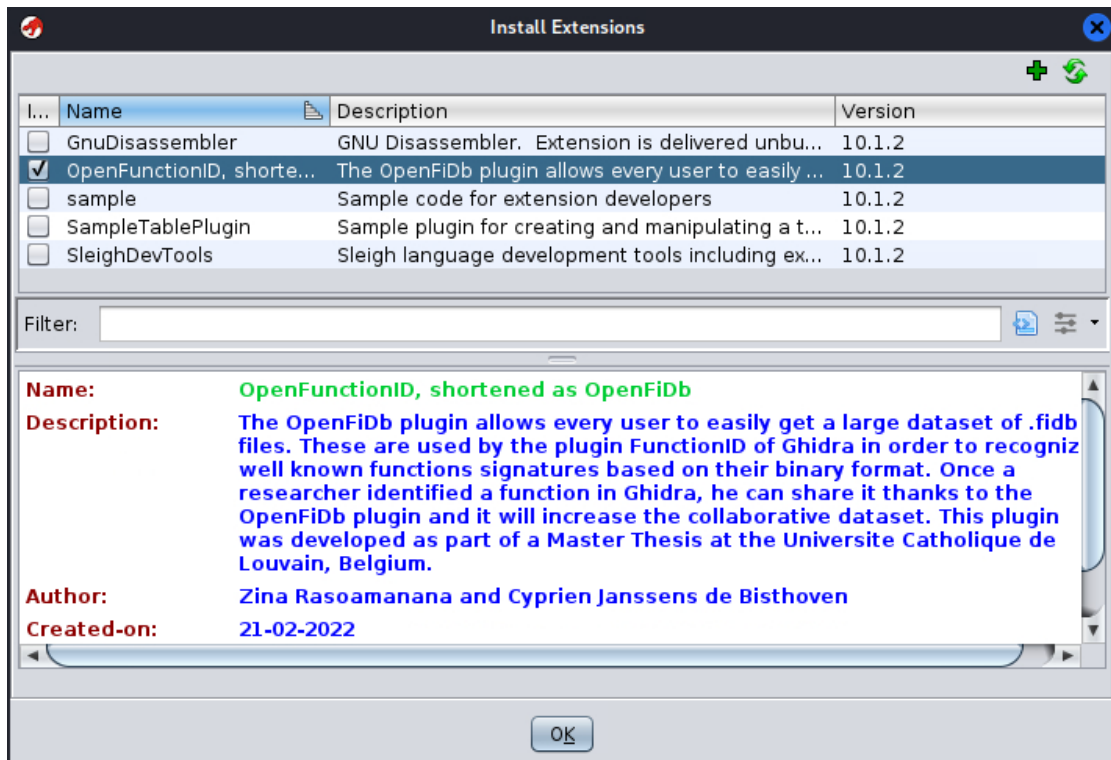 Install Extensions
I... Name Description Version
GnuDisassembler GNU Disassembler. Extension is delivered unbu... 10.1.2
OpenFunctionID, shorte... The OpenFiDb plugin allows every user to easily ... 10.1.2
sample Sample code for extension developers 10.1.2
SampleTablePlugin Sample plugin for creating and manipulating a t... 10.1.2
SleighDevTools Sleigh language development tools including ex... 10.1.2
Filter:
Name: OpenFunctionID, shortened as OpenFiDb
Description: The OpenFiDb plugin allows every user to easily get a large dataset of .fidb
files. These are used by the plugin FunctionID of Ghidra in order to recogniz
well known functions signatures based on their binary format. Once a
researcher identified a function in Ghidra, he can share it thanks to the
OpenFiDb plugin and it will increase the collaborative dataset. This plugin
was developed as part of a Master Thesis at the Universite Catholique de
Louvain, Belgium.
Author: Zina Rasoamanana and Cyprien Janssens de Bisthoven
Created-on: 21-02-2022
OK